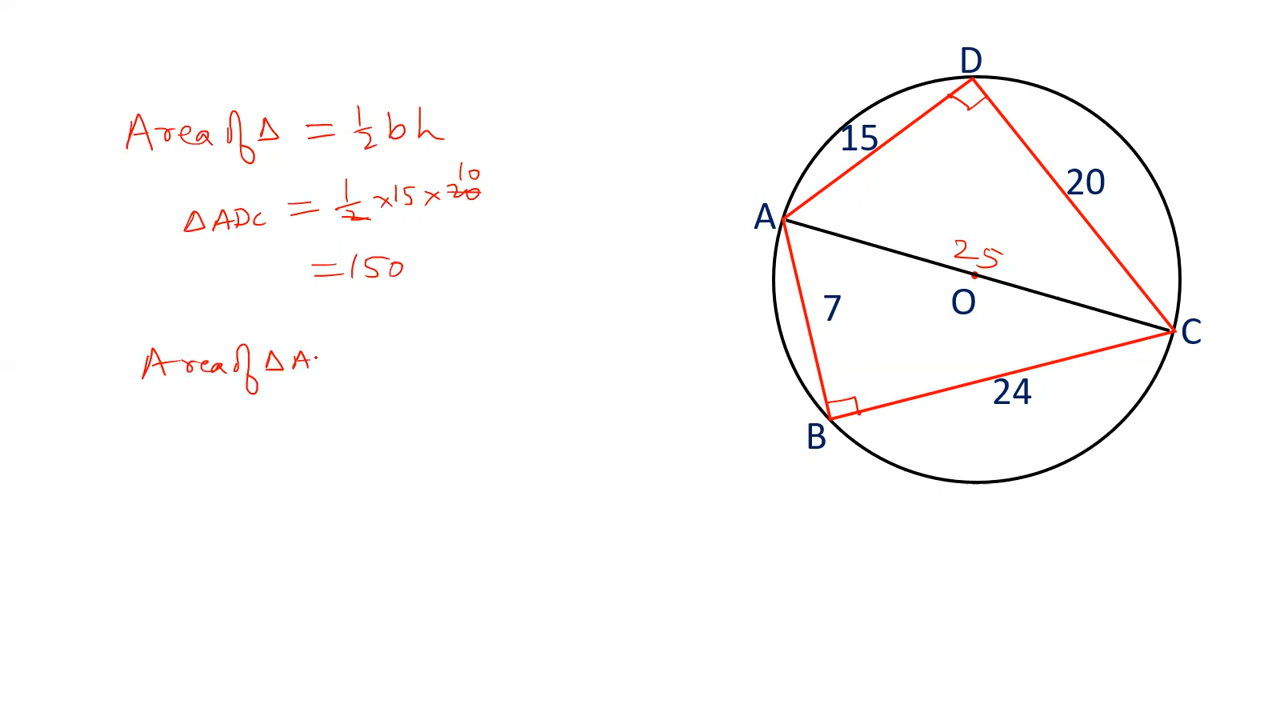 Area of Δ = 1/2 bh
Δ ADC = 1/2 × 15 × 20 10
= 150
Area of Δ A
D
15
20
A
25
O
7
C
24
B